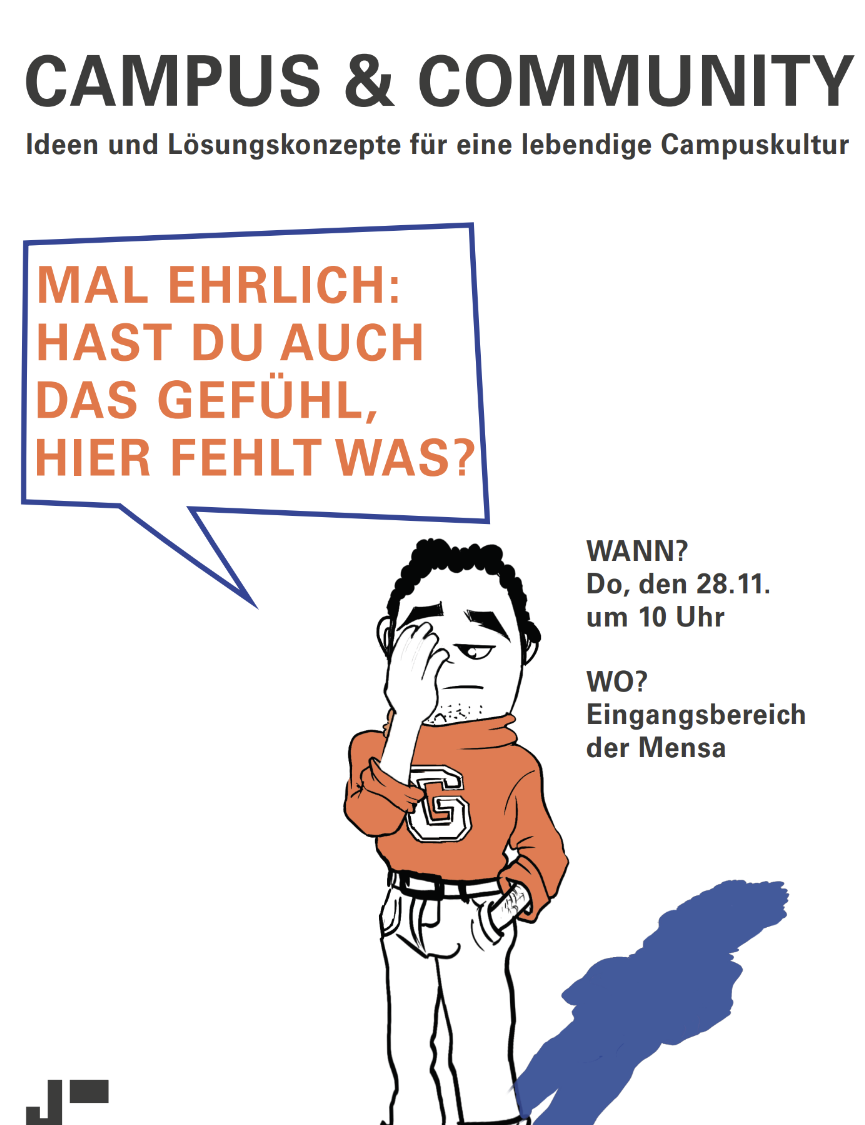 CAMPUS & COMMUNITY
Ideen und Lösungskonzepte für eine lebendige Campuskultur
MAL EHRLICH:
HAST DU AUCH
DAS GEFÜHL,
HIER FEHLT WAS?
WANN?
Do, den 28.11.
um 10 Uhr
WO?
Eingangsbereich
der Mensa
G